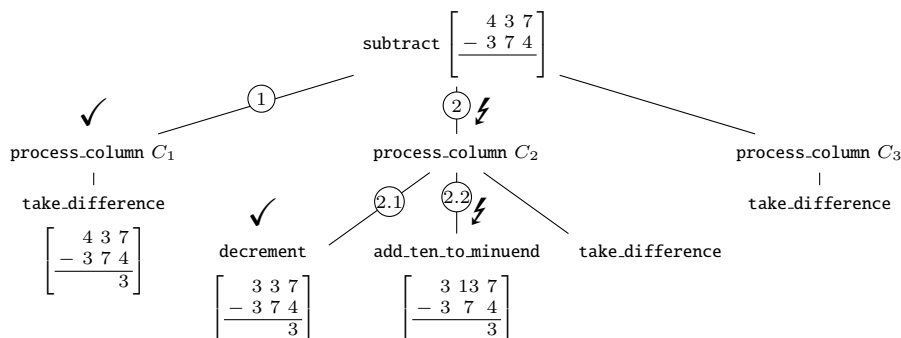 4 3 7
subtract − 3 7 4
1
2
process_column C1
process_column C2
process_column C3
take_difference
2.1
2.2
take_difference
4 3 7
− 3 7 4
3
decrement
add_ten_to_minuend
take_difference
3 3 7
− 3 7 4
3
3 13 7
− 3 7 4
3